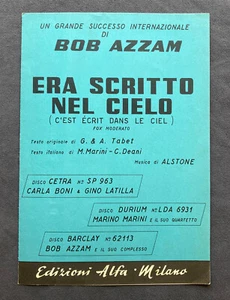 UN GRANDE SUCCESSO INTERNAZIONALE
DI
BOB AZZAM
ERA SCRITTO
NEL CIELO
(C'EST ÉCRIT DANS LE CIEL)
FOX MODERATO
Testo originale di G. & A. Tabet
Testo italiano di M. Marini - C. Deani
Musica di ALSTONE
DISCO CETRA No SP 963
CARLA BONI & GINO LATILLA
DISCO DURIUM No LDA 6931
MARINO MARINI E IL SUO QUARTETTO
DISCO BARCLAY No 62113
BOB AZZAM E IL SUO COMPLESSO
Edizioni Alfa - Milano